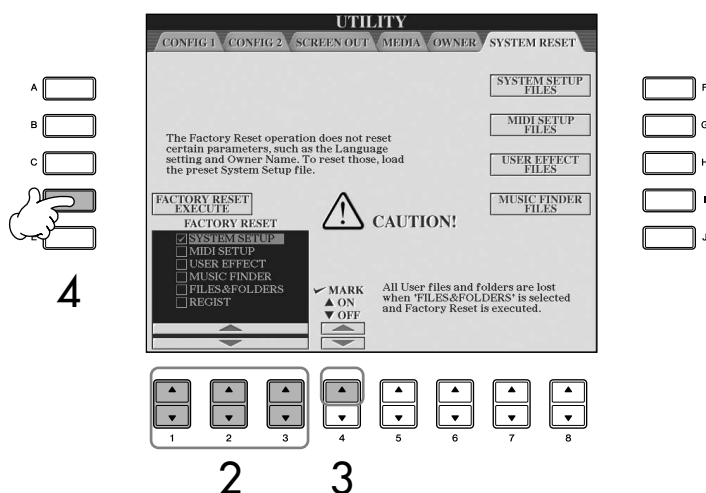 UTILITY
CONFIG 1 CONFIG 2 SCREEN OUT MEDIA OWNER SYSTEM RESET
A
B
C
E
4
The Factory Reset operation does not reset
certain parameters, such as the Language
setting and Owner Name. To reset those, load
the preset System Setup file.
FACTORY RESET
EXECUTE
FACTORY RESET
SYSTEM SETUP
MIDI SETUP
USER EFFECT
MUSIC FINDER
FILES&FOLDERS
REGIST
CAUTION!
MARK
▲ ON
▼ OFF
All User files and folders are lost
when 'FILES&FOLDERS' is selected
and Factory Reset is executed.
SYSTEM SETUP
FILES
MIDI SETUP
FILES
USER EFFECT
FILES
MUSIC FINDER
FILES
F
G
H
I
J
1 2 3 4 5 6 7 8
2 3